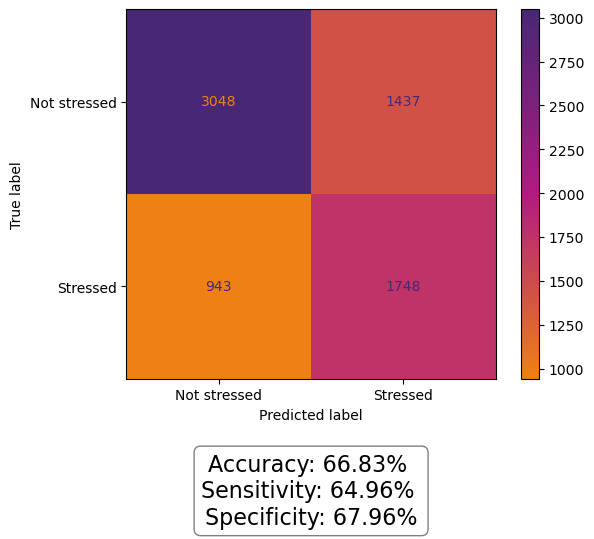 True label
Not stressed
3048
1437
Stressed
943
1748
Not stressed
Stressed
Predicted label
3000
2750
2500
2250
2000
1750
1500
1250
1000
Accuracy: 66.83%
Sensitivity: 64.96%
Specificity: 67.96%